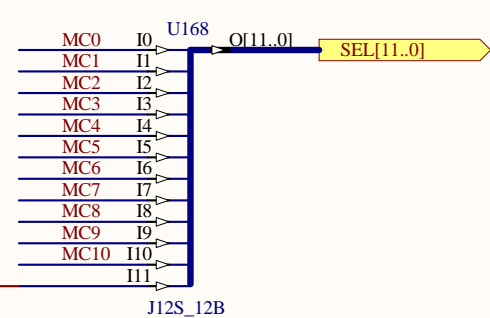 U168
MC0 I0 O[11..0] SEL[11..0]
MC1 I1
MC2 I2
MC3 I3
MC4 I4
MC5 I5
MC6 I6
MC7 I7
MC8 I8
MC9 I9
MC10 I10
I11
J12S_12B